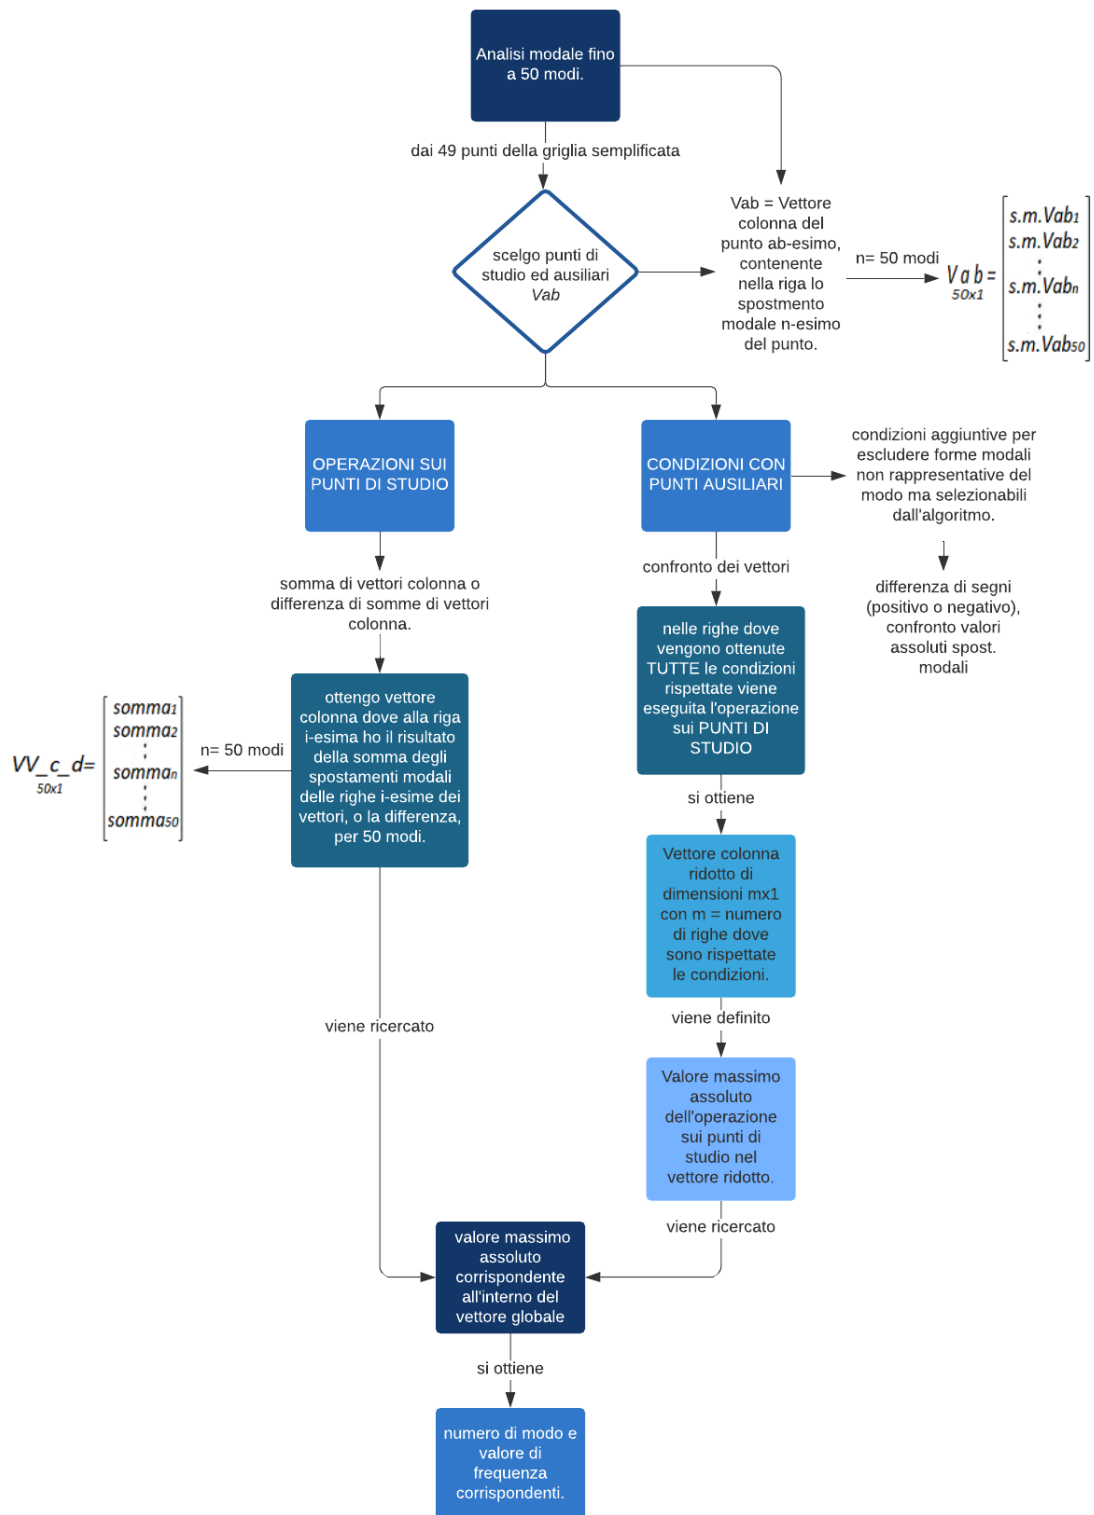 Analisi modale fino
a 50 modi.
dai 49 punti della griglia semplificata
scelgo punti di
studio ed ausiliari
Vab
Vab = Vettore
colonna del
punto ab-esimo,
contenente
nella riga lo
spostmento
modale n-esimo
del punto.
n= 50 modi
Vab=
50x1
s.m.Vab1
s.m.Vab2
s.m.Vabn
s.m.Vab50
OPERAZIONI SUI
PUNTI DI STUDIO
CONDIZIONI CON
PUNTI AUSILIARI
condizioni aggiuntive per
escludere forme modali
non rappresentative del
modo ma selezionabili
dall'algoritmo.
differenza di segni
(positivo o negativo),
confronto valori
assoluti spost.
modali
somma di vettori colonna o
differenza di somme di vettori
colonna.
confronto dei vettori
nelle righe dove
vengono ottenute
TUTTE le condizioni
rispettate viene
eseguita l'operazione
sui PUNTI DI
STUDIO
ottengo vettore
colonna dove alla riga
i-esima ho il risultato
della somma degli
spostamenti modali
delle righe i-esime dei
vettori, o la differenza,
per 50 modi.
n= 50 modi
VV_c_d=
50x1
somma1
somma2
somman
somma50
si ottiene
Vettore colonna
ridotto di
dimensioni mx1
con m = numero
di righe dove
sono rispettate
le condizioni.
viene definito
Valore massimo
assoluto
dell'operazione
sui punti di
studio nel
vettore ridotto.
viene ricercato
viene ricercato
valore massimo
assoluto
corrispondente
all'interno del
vettore globale
si ottiene
numero di modo e
valore di
frequenza
corrispondenti.